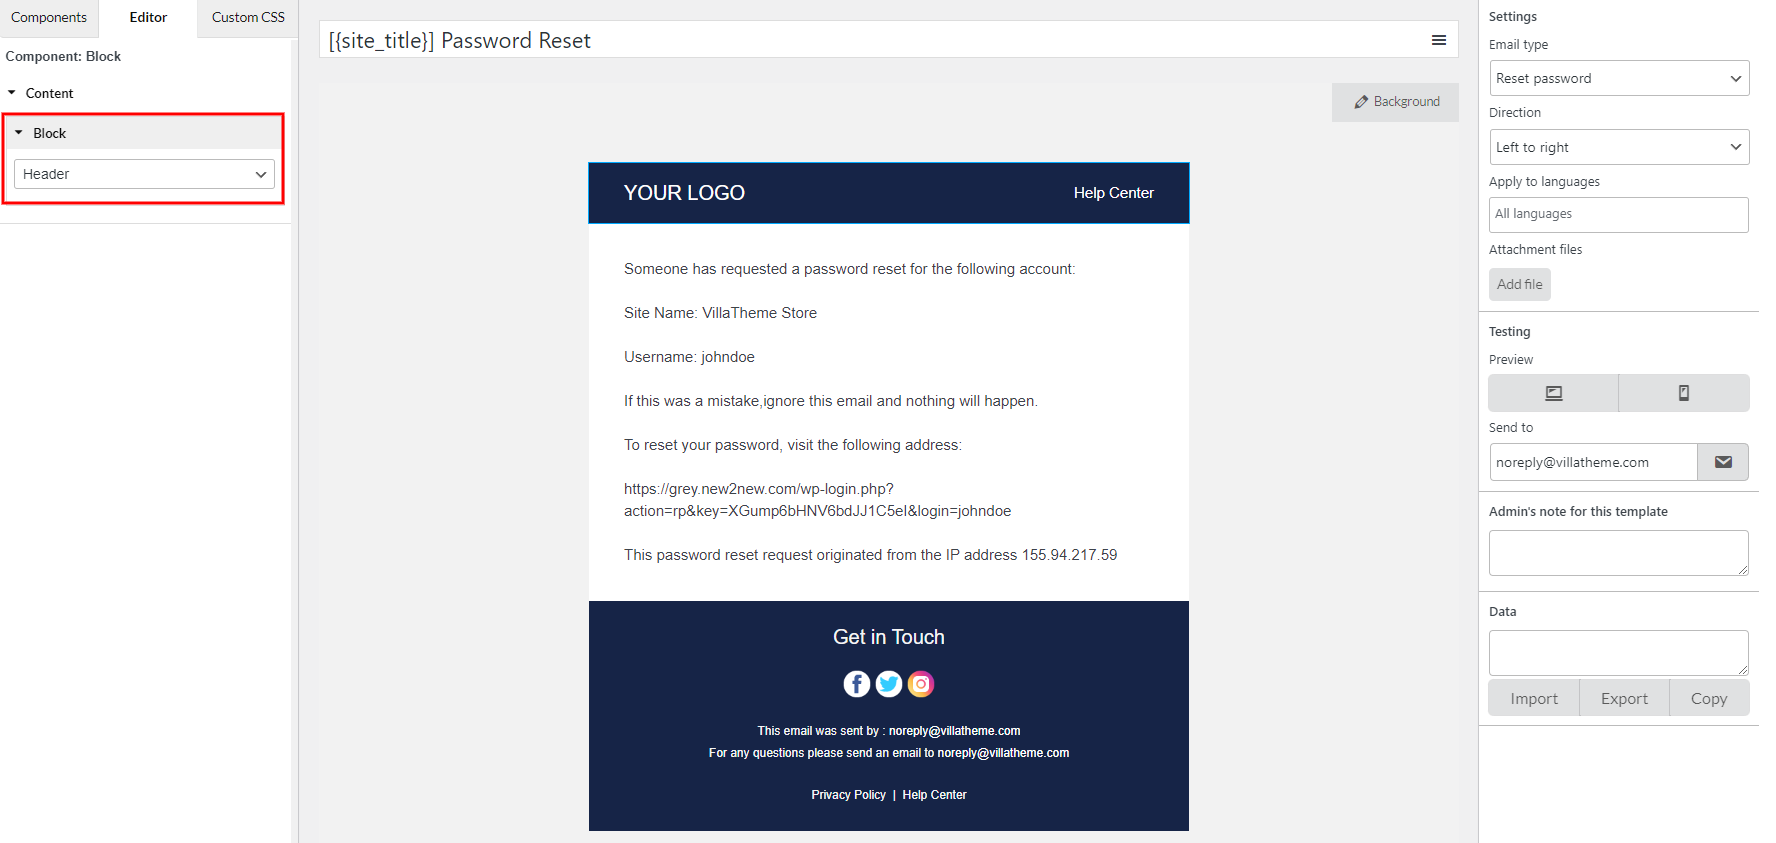 Components
Editor
Custom CSS
Component: Block
Content
Block
Header
[{site_title}] Password Reset
Background
YOUR LOGO
Help Center
Someone has requested a password reset for the following account:
Site Name: VillaTheme Store
Username: johndoe
If this was a mistake,ignore this email and nothing will happen.
To reset your password, visit the following address:
https://grey.new2new.com/wp-login.php?
action=rp&key=XGump6bHNV6bdJJ1C5eI&login=johndoe
This password reset request originated from the IP address 155.94.217.59
Get in Touch
This email was sent by : noreply@villatheme.com
For any questions please send an email to noreply@villatheme.com
Privacy Policy | Help Center
Settings
Email type
Reset password
Direction
Left to right
Apply to languages
All languages
Attachment files
Add file
Testing
Preview
Send to
noreply@villatheme.com
Admin's note for this template
Data
Import
Export
Copy